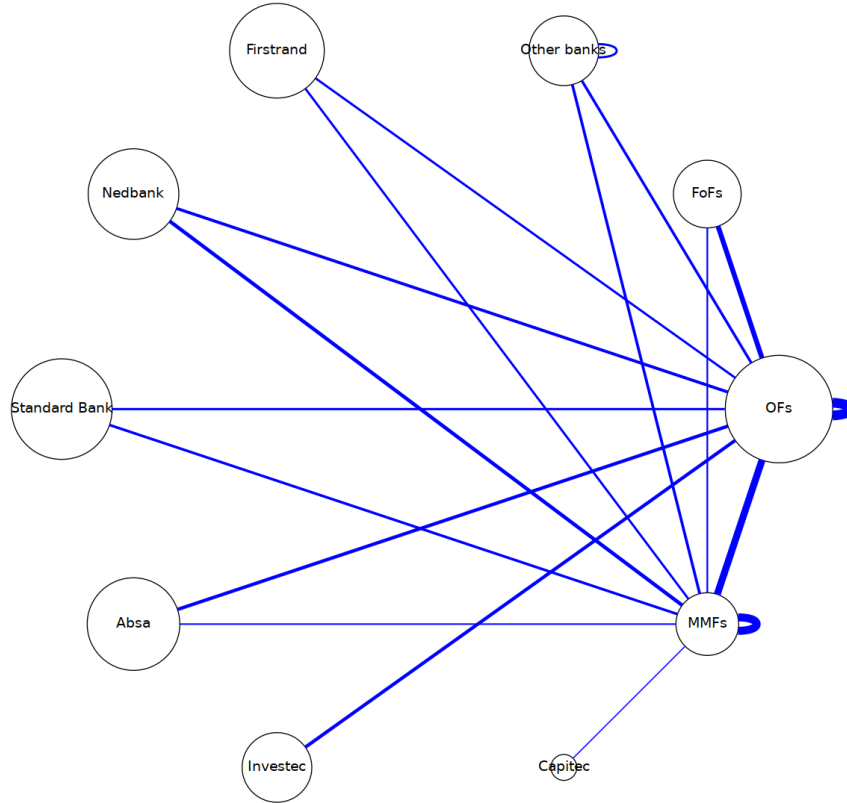 Firstrand
Other banks
Nedbank
FoFs
Standard Bank
OFs
Absa
MMFs
Investec
Capitec